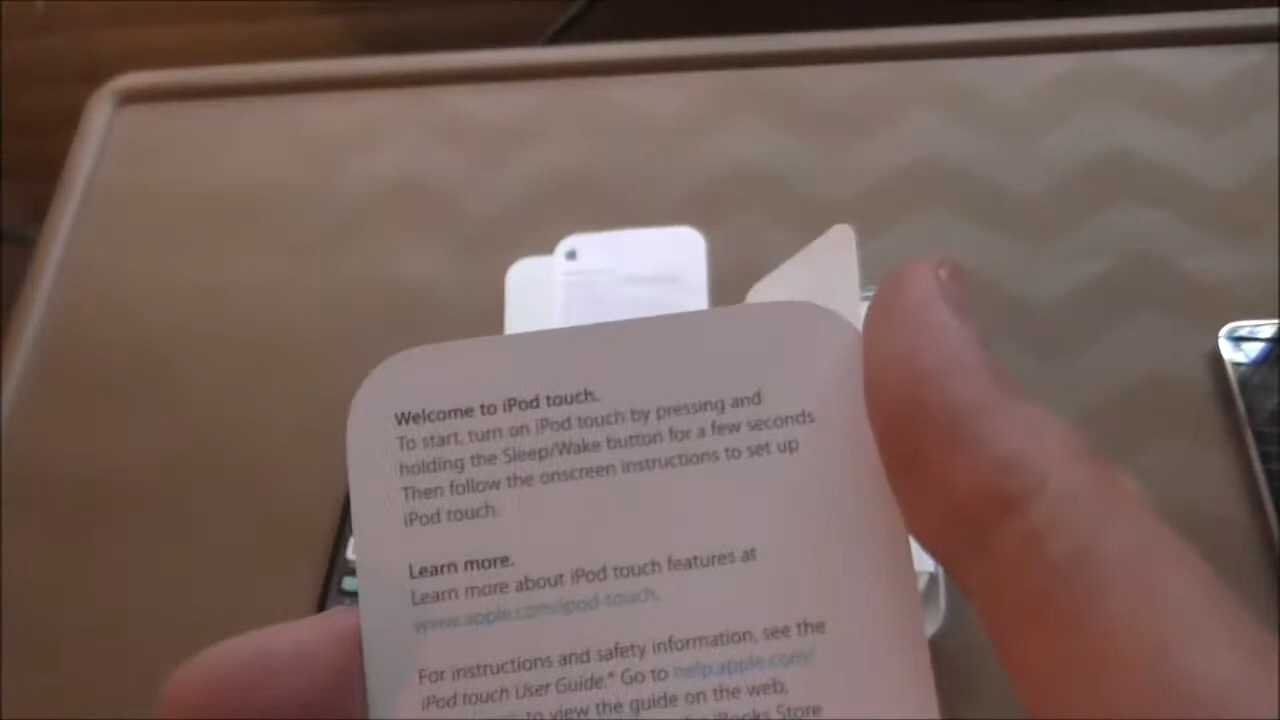 Welcome to iPod touch.
To start, turn on iPod touch by pressing and
holding the Sleep/Wake button for a few seconds
Then follow the onscreen instructions to set up
iPod touch.
Learn more.
Learn more about iPod touch features at
www.apple.com/ipod-touch.
For instructions and safety information, see the
iPod touch User Guide.* Go to help.apple.com/
to view the guide on the web,
iBooks Store